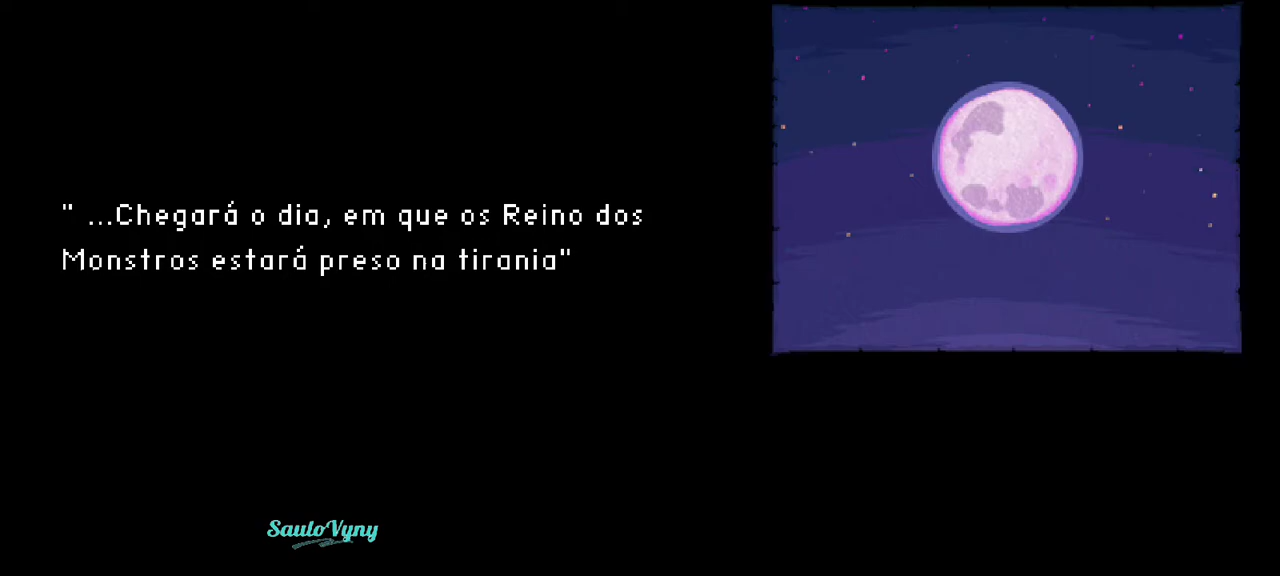 " ...Chegará o dia, em que os Reino dos
Monstros estará preso na tirania"
SauloVyny